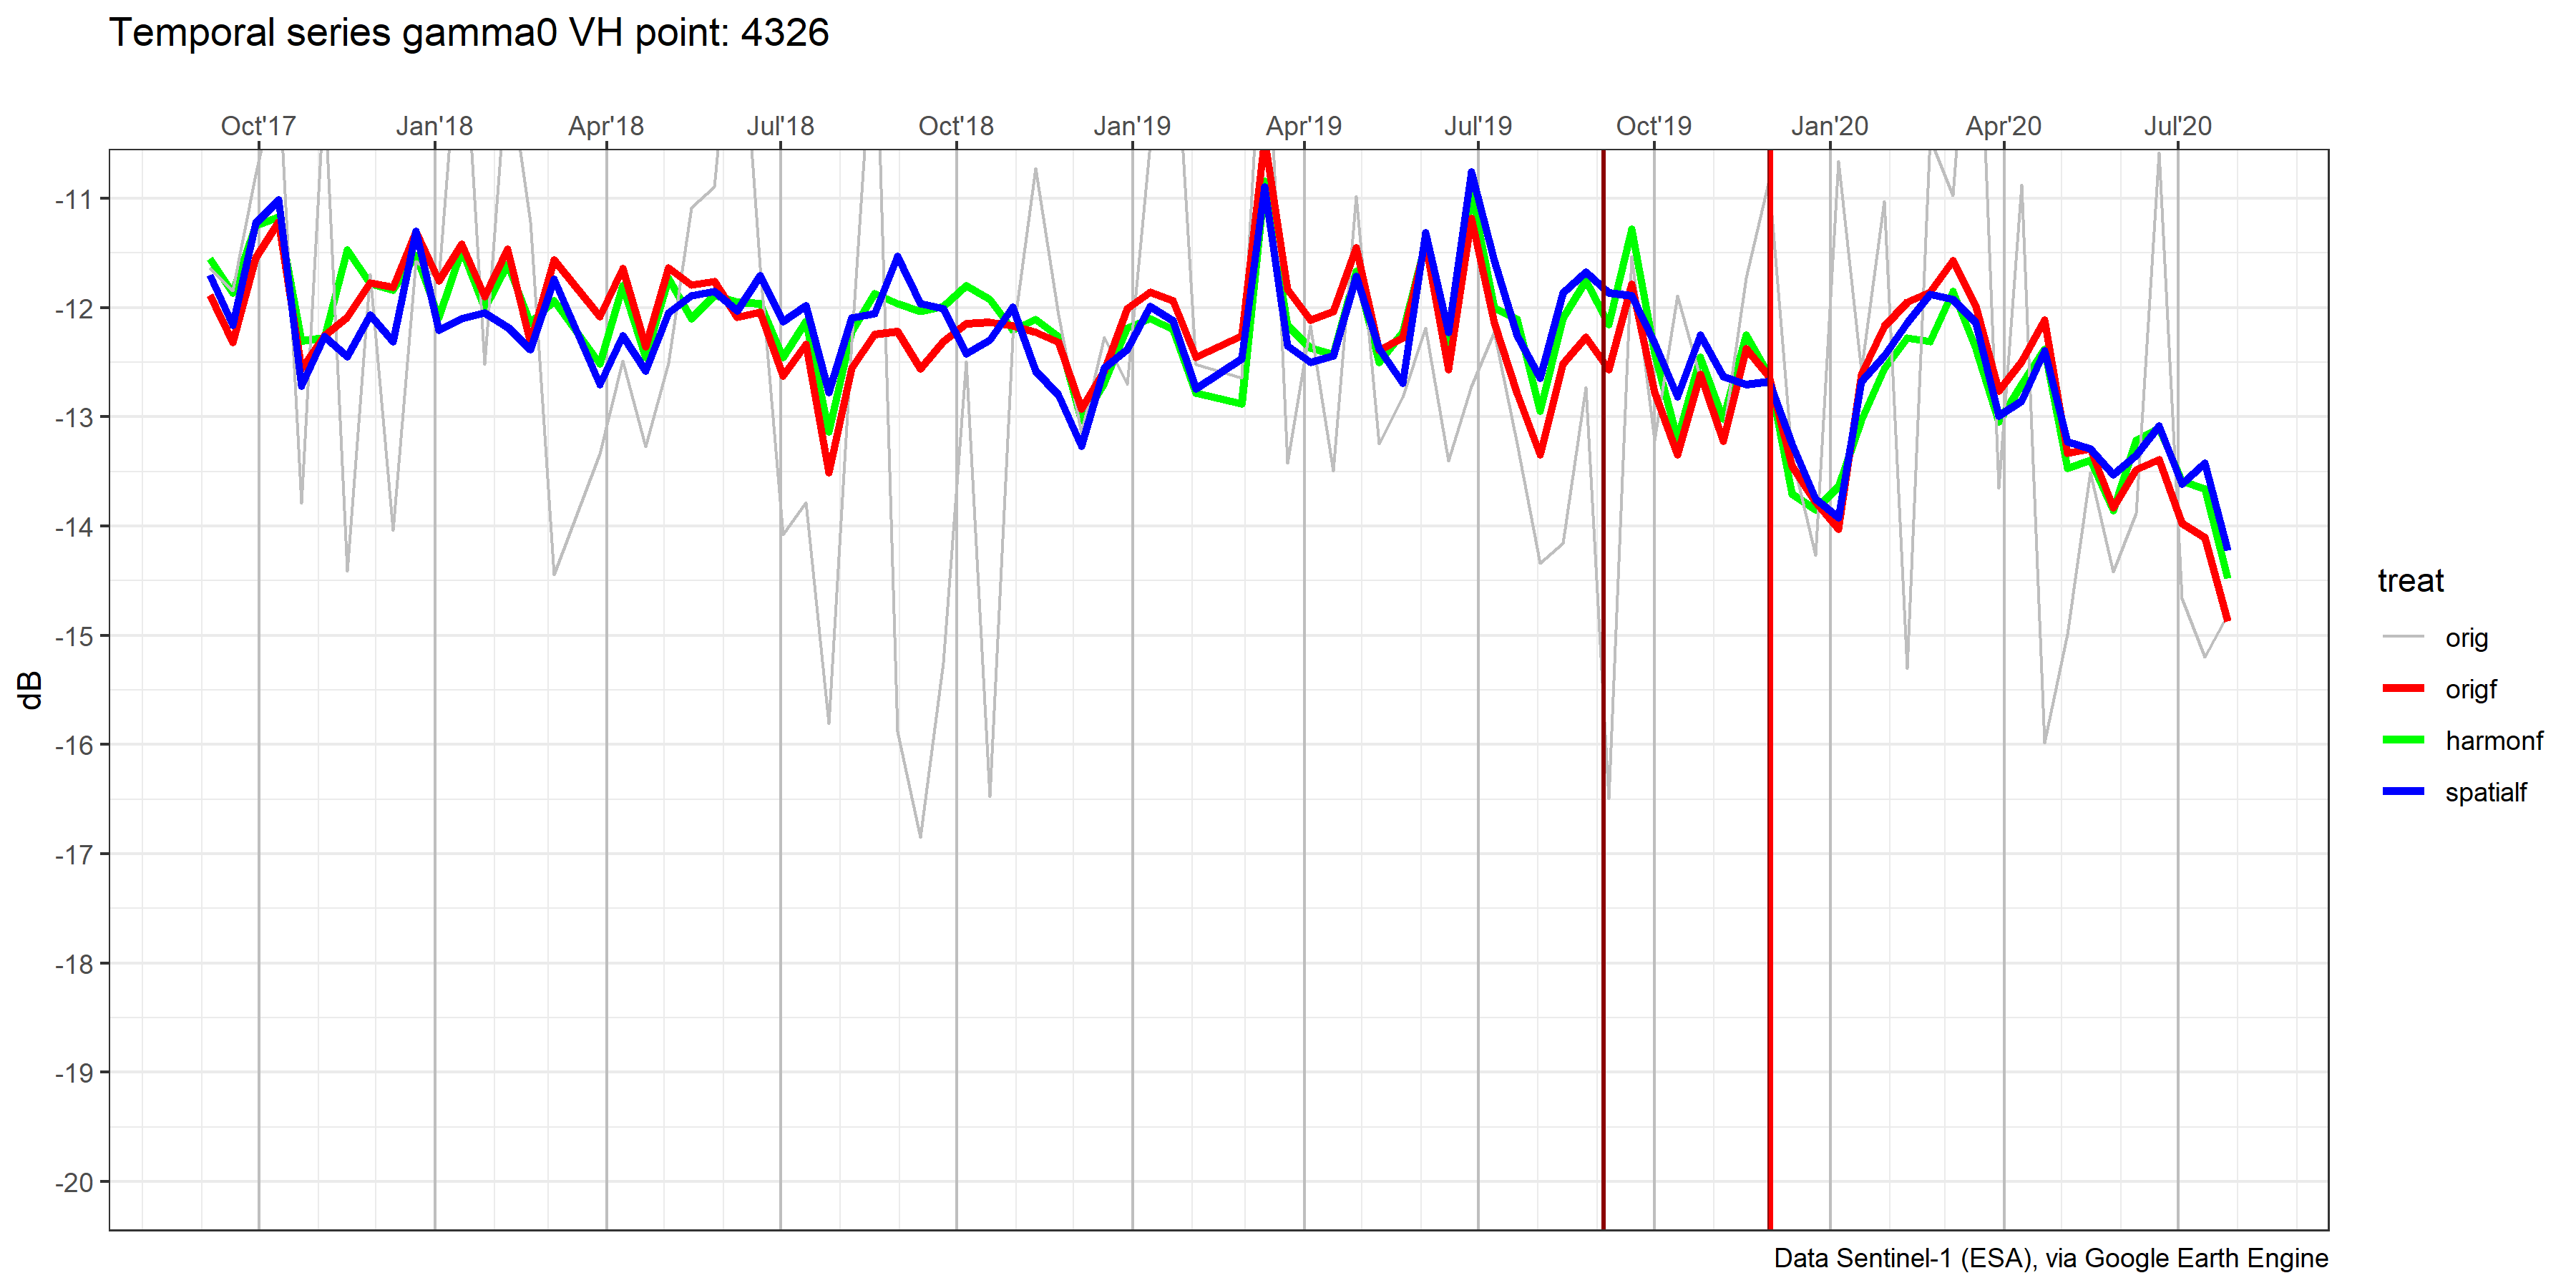 Temporal series gamma0 VH point: 4326
Oct'17 Jan'18 Apr'18 Jul'18 Oct'18 Jan'19 Apr'19 Jul'19 Oct'19 Jan'20 Apr'20 Jul'20
-11
-12
-13
-14
-15
-16
-17
-18
-19
-20
dB
treat
orig
origf
harmonf
spatialf
Data Sentinel-1 (ESA), via Google Earth Engine